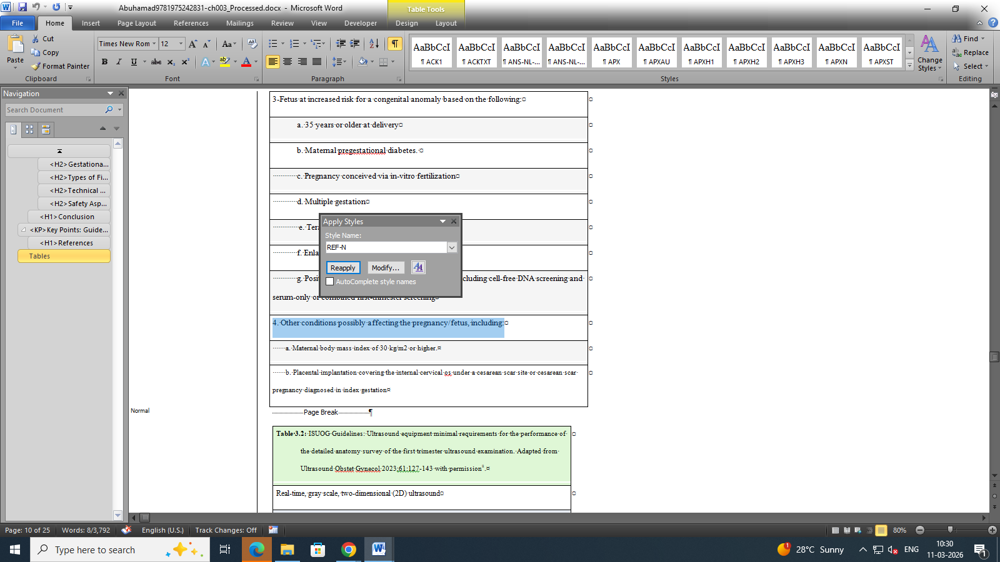 Abuhamad9781975242831-ch003_Processed.docx - Microsoft Word
Table Tools
File
Home
Insert
Page Layout
References
Mailings
Review
View
Developer
Design
Layout
Paste
Cut
Copy
Format Painter
Clipboard
Times New Rom
12
Font
Paragraph
AaBbCcI AaBbCcI AaBbCcI AaBbCcI AaBbCcI AaBbCcI AaBbCcI AaBbCcI AaBbCcI AaBbCcI AaBbCcI
¶ ACK1
¶ ACKTXT
¶ ANS-NL-...
¶ ANS-NL-...
¶ APX
¶ APXAU
¶ APXH1
¶ APXH2
¶ APXH3
¶ APXN
¶ APXST
Styles
Change Styles
Find
Replace
Select
Editing
Navigation
Search Document
<H2>Gestationa...
<H2>Types of Fi...
<H2>Technical ...
<H2>Safety Asp...
<H1>Conclusion
<KP>Key Points: Guide...
<H1>References
Tables
3-Fetus at increased risk for a congenital anomaly based on the following:
a. 35 years or older at delivery
b. Maternal pregestational diabetes.
c. Pregnancy conceived via in-vitro fertilization
d. Multiple gestation
e. Tera
f. Enla
g. Posi
cluding cell-free DNA screening and
serum-only or combined first-trimester screening
4. Other conditions possibly affecting the pregnancy/fetus, including:
a. Maternal body mass index of 30 kg/m2 or higher.
b. Placental implantation covering the internal cervical os under a cesarean scar site or cesarean scar
pregnancy diagnosed in index gestation
Apply Styles
Style Name:
REF-N
Reapply
Modify...
AutoComplete style names
Normal
Page Break
Table 3.2: ISUOG Guidelines: Ultrasound equipment minimal requirements for the performance of
the detailed anatomy survey of the first trimester ultrasound examination. Adapted from
Ultrasound Obstet Gynecol 2023;61:127-143 with permission8.
Real-time, gray scale, two-dimensional (2D) ultrasound
Page: 10 of 25
Words: 8/3,792
English (U.S.)
Track Changes: Off
80%
Type here to search
1
28°C Sunny
ENG
10:30
11-03-2026
1